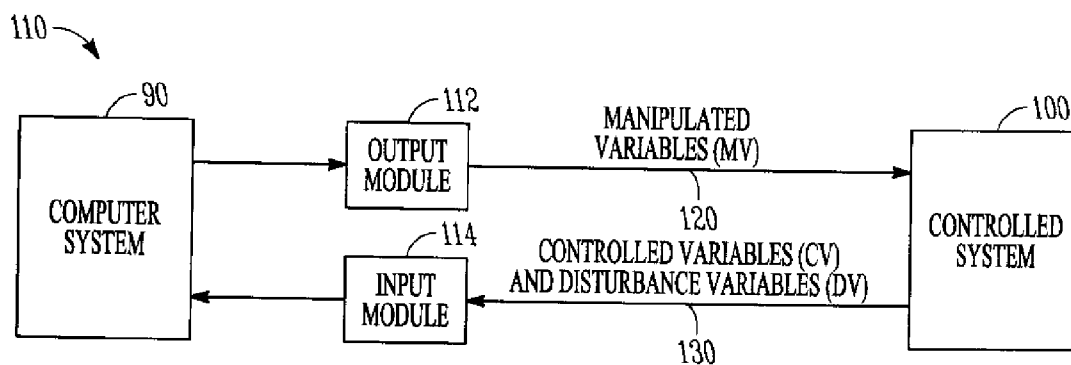 110
90
COMPUTER
SYSTEM
112
OUTPUT
MODULE
MANIPULATED
VARIABLES (MV)
120
114
INPUT
MODULE
CONTROLLED VARIABLES (CV)
AND DISTURBANCE VARIABLES (DV)
130
100
CONTROLLED
SYSTEM